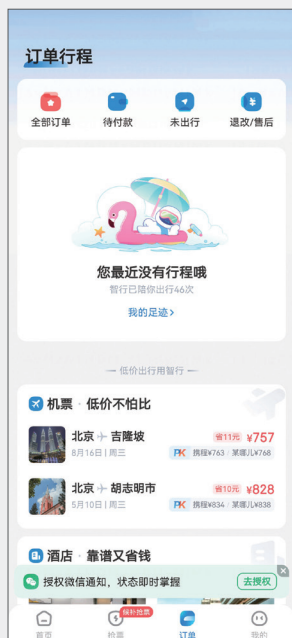 订单行程
全部订单 待付款 未出行 退改/售后
您最近没有行程哦
智行已陪你出行46次
我的足迹>
低价出行用智行
机票·低价不怕比
北京 吉隆坡 省11元 ¥757
8月16日 | 周三 PK 携程¥763 某哪儿¥768
北京 胡志明市 省10元 ¥828
5月10日 | 周三 PK 携程¥834 某哪儿¥838
酒店·靠谱又省钱
授权微信通知，状态即时掌握 去授权
候补抢票
首页 抢票 订单 我的